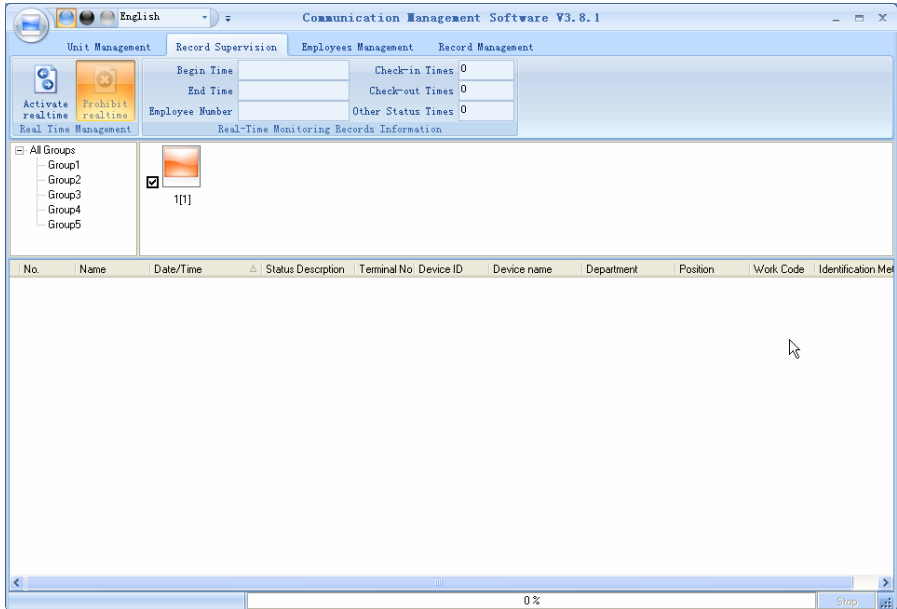 English Communication Management Software V3.8.1
Unit Management Record Supervision Employees Management Record Management
Begin Time Check-in Times 0
End Time Check-out Times 0
Activate realtime Prohibit realtime Employee Number Other Status Times 0
Real Time Management Real-Time Monitoring Records Information
All Groups
Group1
Group2
Group3
Group4
Group5
1[1]
No. Name Date/Time Status Descrption Terminal No Device ID Device name Department Position Work Code Identification Met
0 %
Stop